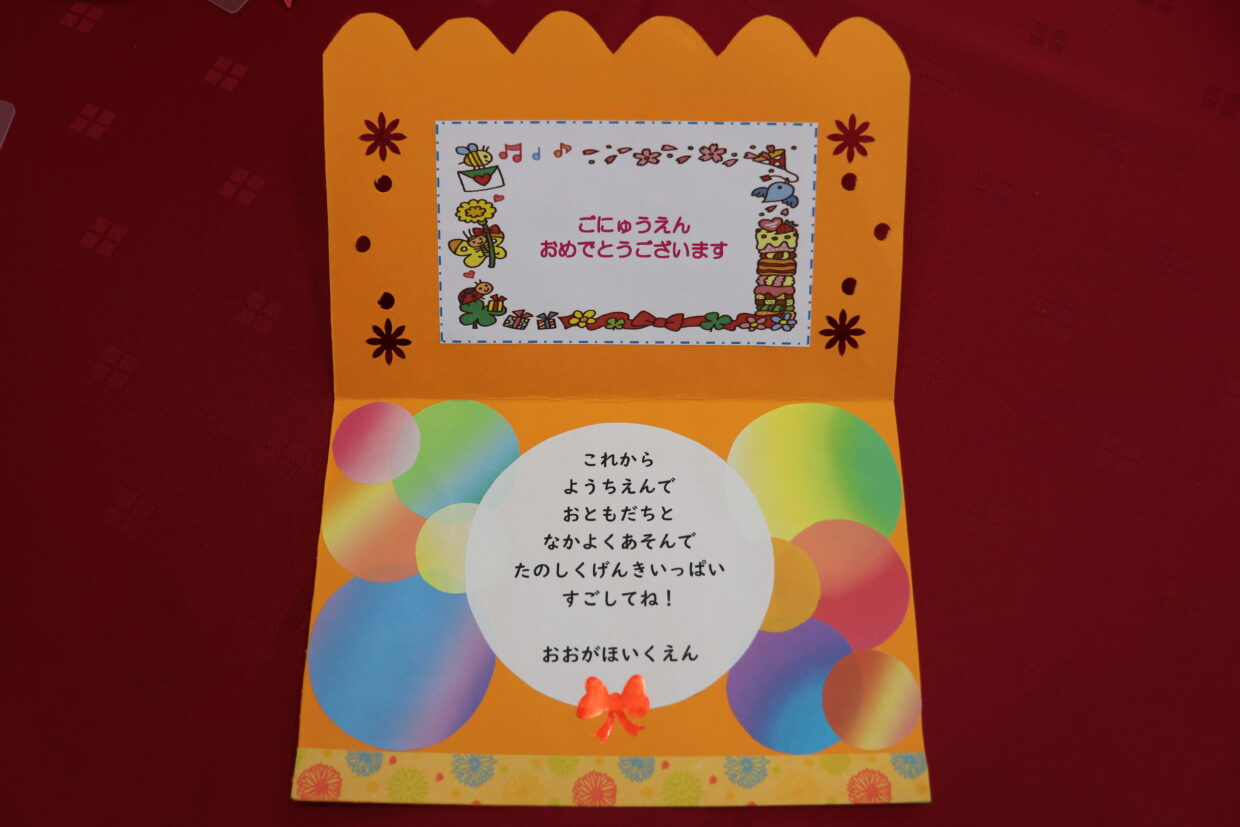 ごにゅうえん
おめでとうございます
これから
ようちえんで
おともだちと
なかよくあそんで
たのしくげんきいっぱい
すごしてね！
おおがほいくえん